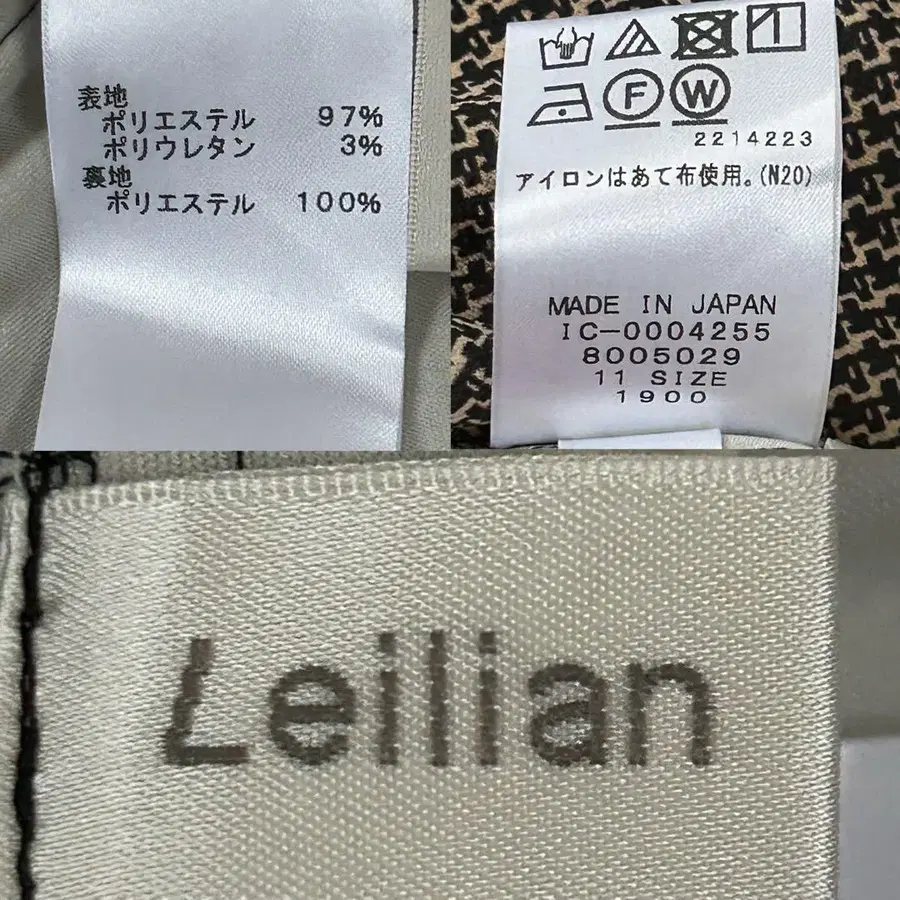 表地
ポリエステル 97%
ポリウレタン 3%
裏地
ポリエステル 100%
F W
2214223
アイロンはあて布使用。(N20)
MADE IN JAPAN
IC-0004255
8005029
11 SIZE
1900
Leilian